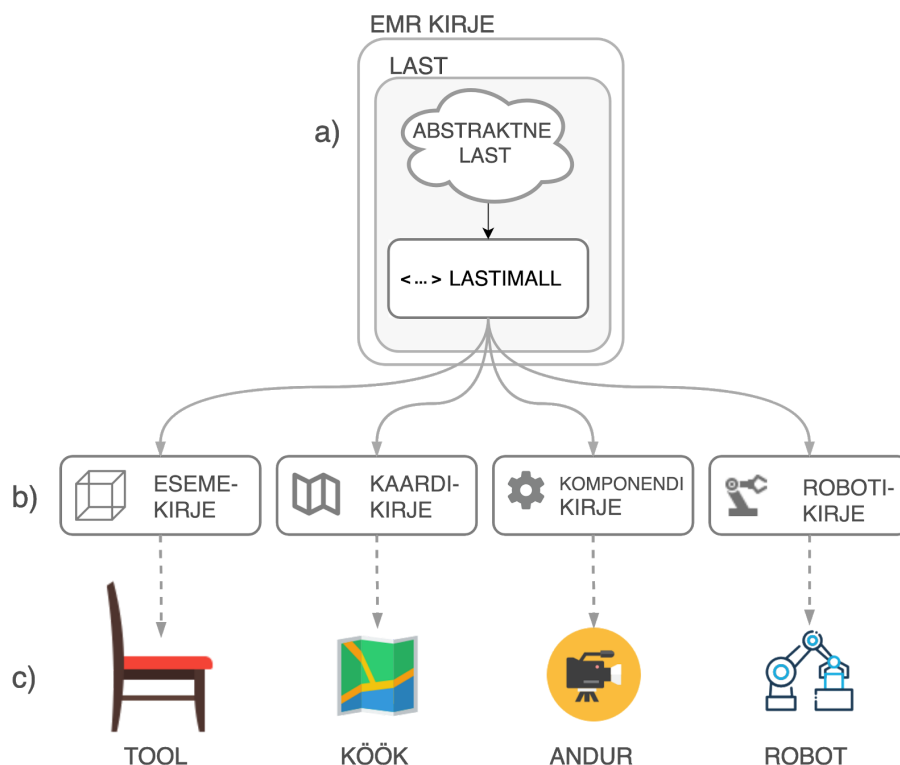 EMR KIRJE
LAST
a)
ABSTRAKTNE
LAST
<...> LASTIMALL
b)
ESEME-
KIRJE
KAARDI-
KIRJE
KOMPONENDI
KIRJE
ROBOTI-
KIRJE
c)
TOOL
KÖÖK
ANDUR
ROBOT